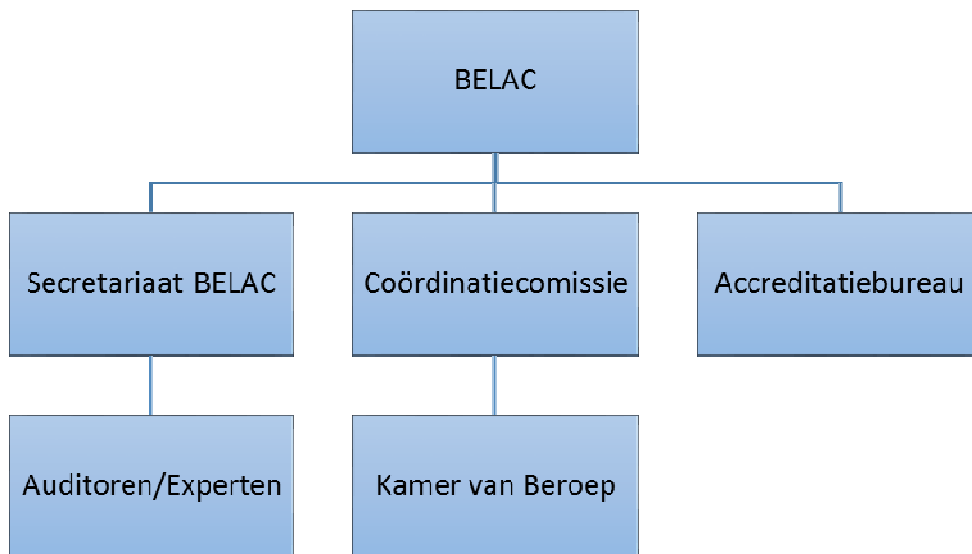 BELAC
Secretariaat BELAC
Coördinatiecomissie
Accreditatiebureau
Auditoren/Experten
Kamer van Beroep